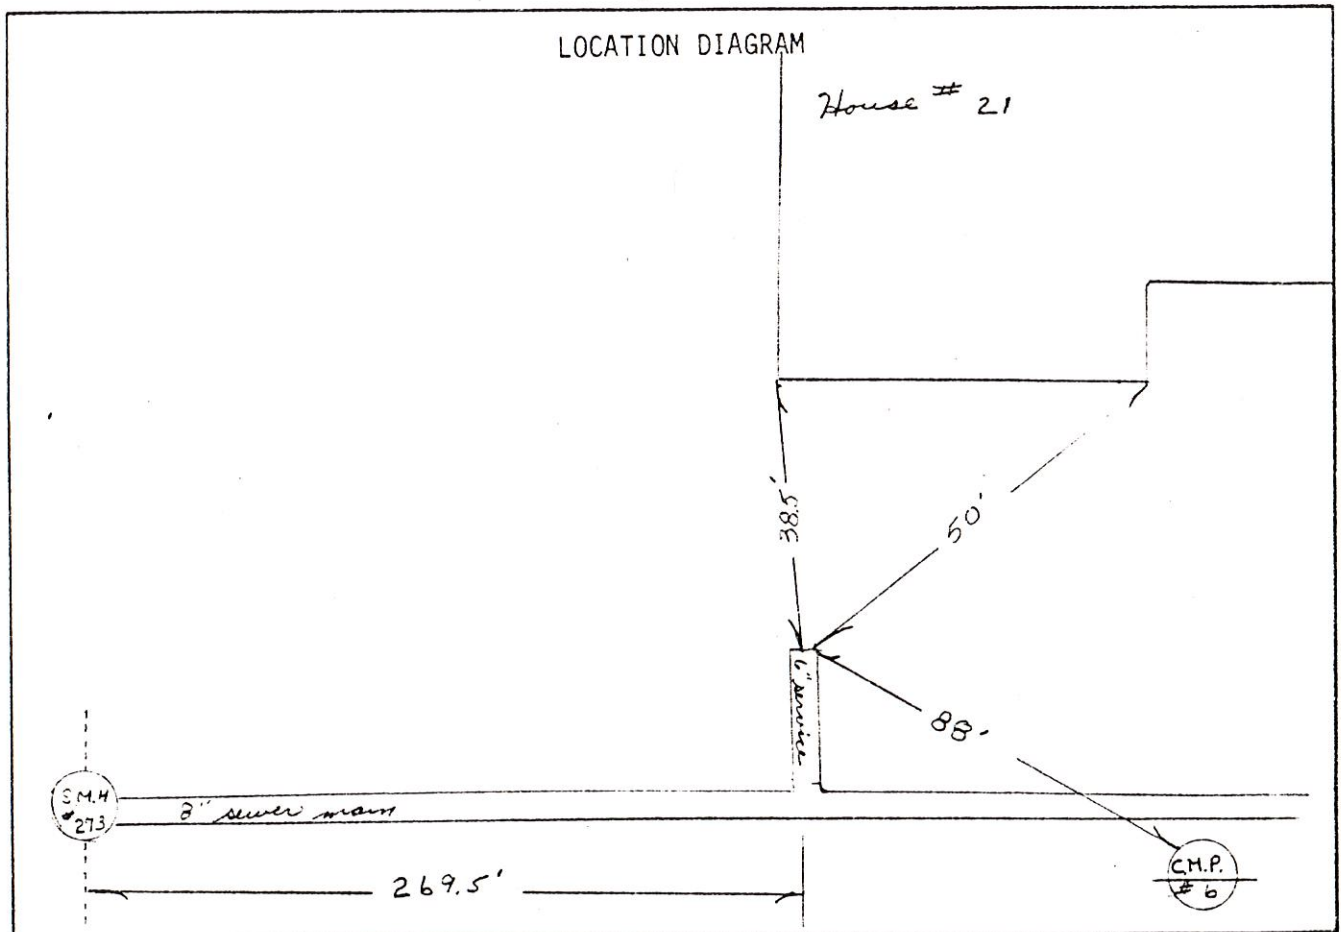 LOCATION DIAGRAM
House # 21
38.5'
50'
6" service
88'
S.M.H
# 273
8" sewer main
269.5'
C.M.P.
# 6